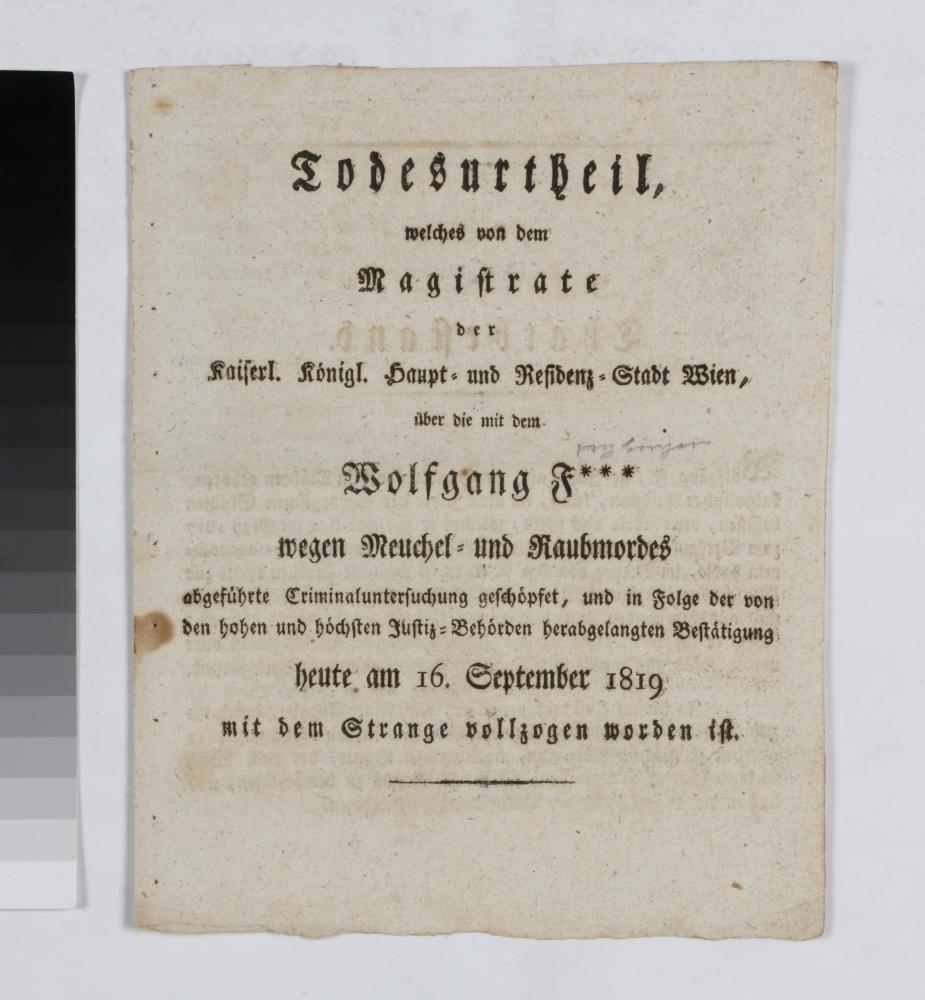 Todesurtheil,
welches von dem
Magistrate
der
Kaiserl. Königl. Haupt- und Residenz-Stadt Wien,
über die mit dem
Wolfgang F***
wegen Meuchel- und Raubmordes
abgeführte Criminaluntersuchung geschöpfet, und in Folge der von
den hohen und höchsten Justiz-Behörden herabgelangten Bestätigung
heute am 16. September 1819
mit dem Strange vollzogen worden ist.